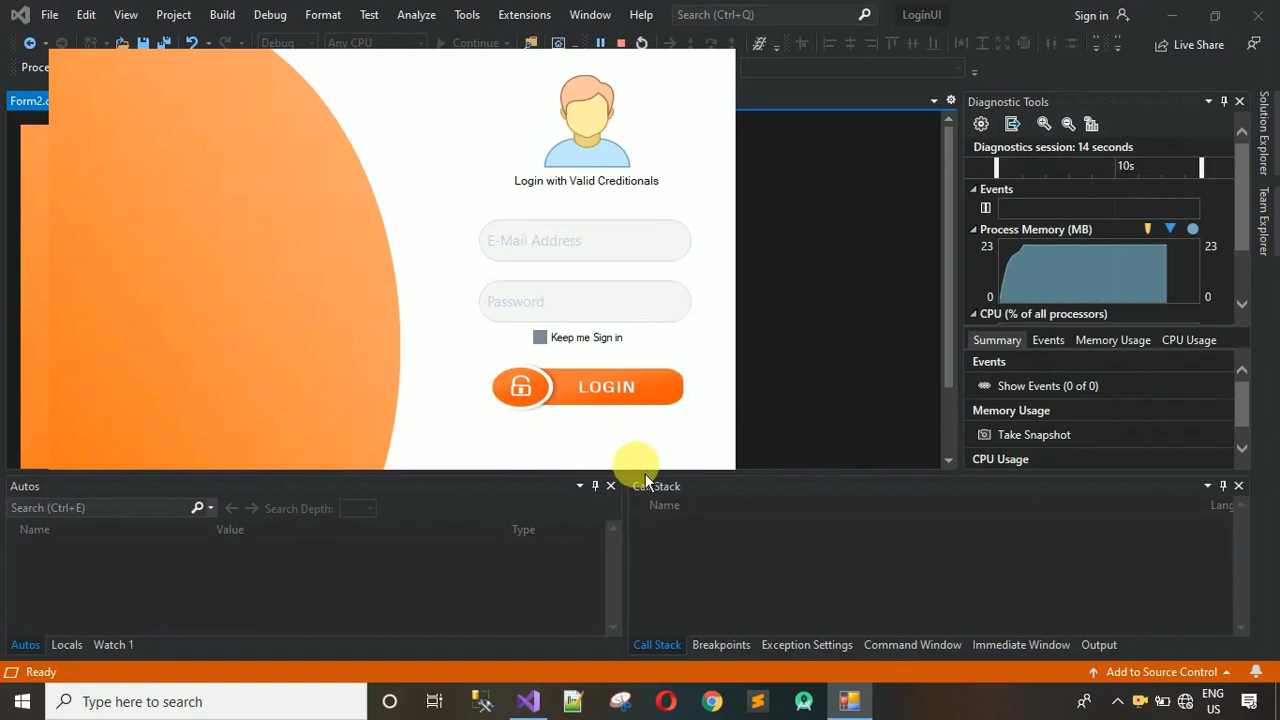 File Edit View Project Build Debug Format Test Analyze Tools Extensions Window Help Search (Ctrl+Q) LoginUI Sign in
Debug Any CPU Continue Live Share
Proce
Form2.c
Login with Valid Creditionals
E-Mail Address
Password
Keep me Sign in
LOGIN
Diagnostic Tools
Diagnostics session: 14 seconds
10s
Events
Process Memory (MB)
23 23
0 0
CPU (% of all processors)
Summary Events Memory Usage CPU Usage
Events
Show Events (0 of 0)
Memory Usage
Take Snapshot
CPU Usage
Solution Explorer
Team Explorer
Autos
Search (Ctrl+E) Search Depth:
Name Value Type
Call Stack
Name Lang
Autos Locals Watch 1
Call Stack Breakpoints Exception Settings Command Window Immediate Window Output
Ready Add to Source Control
Type here to search
ENG
US